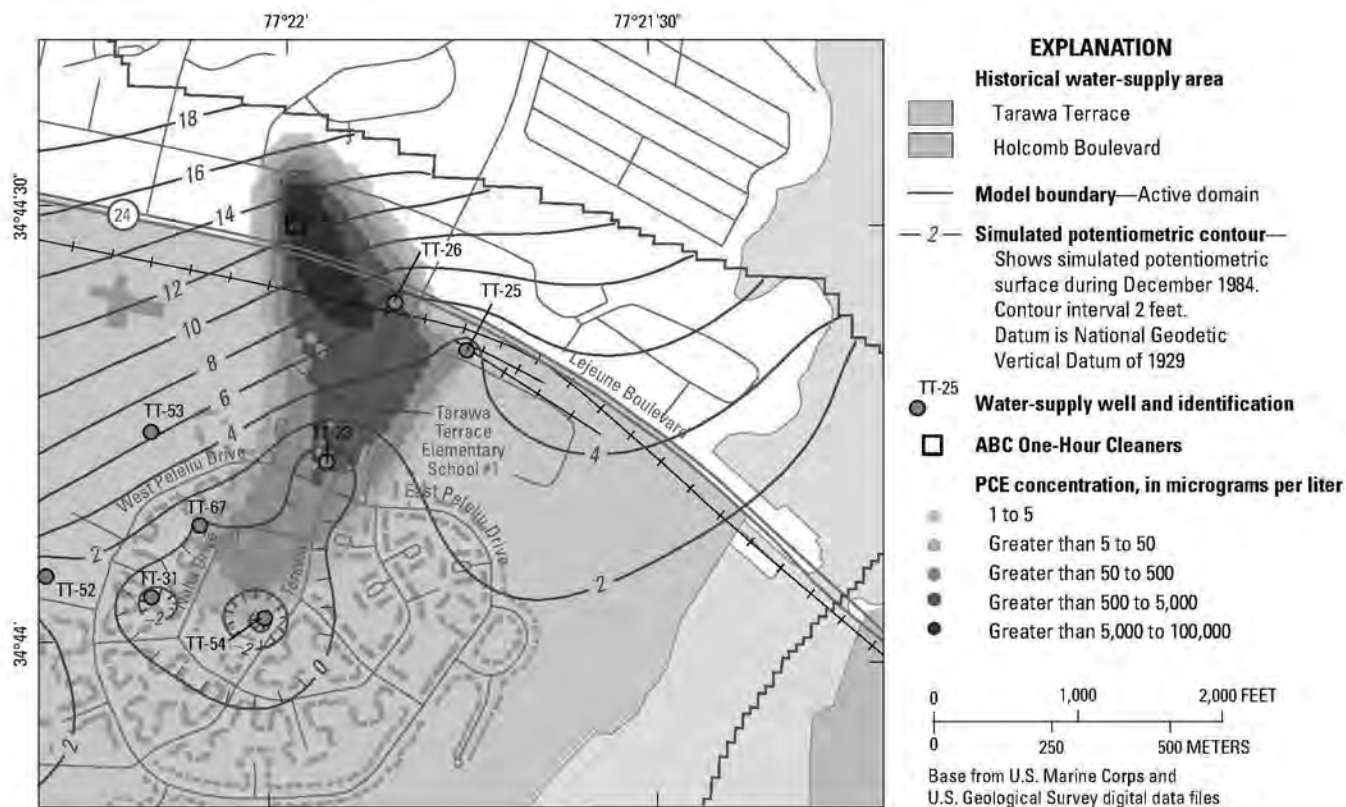 77°22'
77°21'30"
34°44'30"
34°44'
18
16
14
24
12
10
8
6
4
TT-26
TT-25
Lejeune Boulevard
TT-53
Tarawa
Terrace
Elementary
School #1
TT-23
4
West Peleliu Drive
East Peleliu Drive
TT-67
2
2
TT-52
TT-31
-2
Tarawa
TT-54
-2
0
2
EXPLANATION
Historical water-supply area
Tarawa Terrace
Holcomb Boulevard
Model boundary—Active domain
2 Simulated potentiometric contour—
Shows simulated potentiometric
surface during December 1984.
Contour interval 2 feet.
Datum is National Geodetic
Vertical Datum of 1929
TT-25
Water-supply well and identification
ABC One-Hour Cleaners
PCE concentration, in micrograms per liter
1 to 5
Greater than 5 to 50
Greater than 50 to 500
Greater than 500 to 5,000
Greater than 5,000 to 100,000
0 1,000 2,000 FEET
0 250 500 METERS
Base from U.S. Marine Corps and
U.S. Geological Survey digital data files